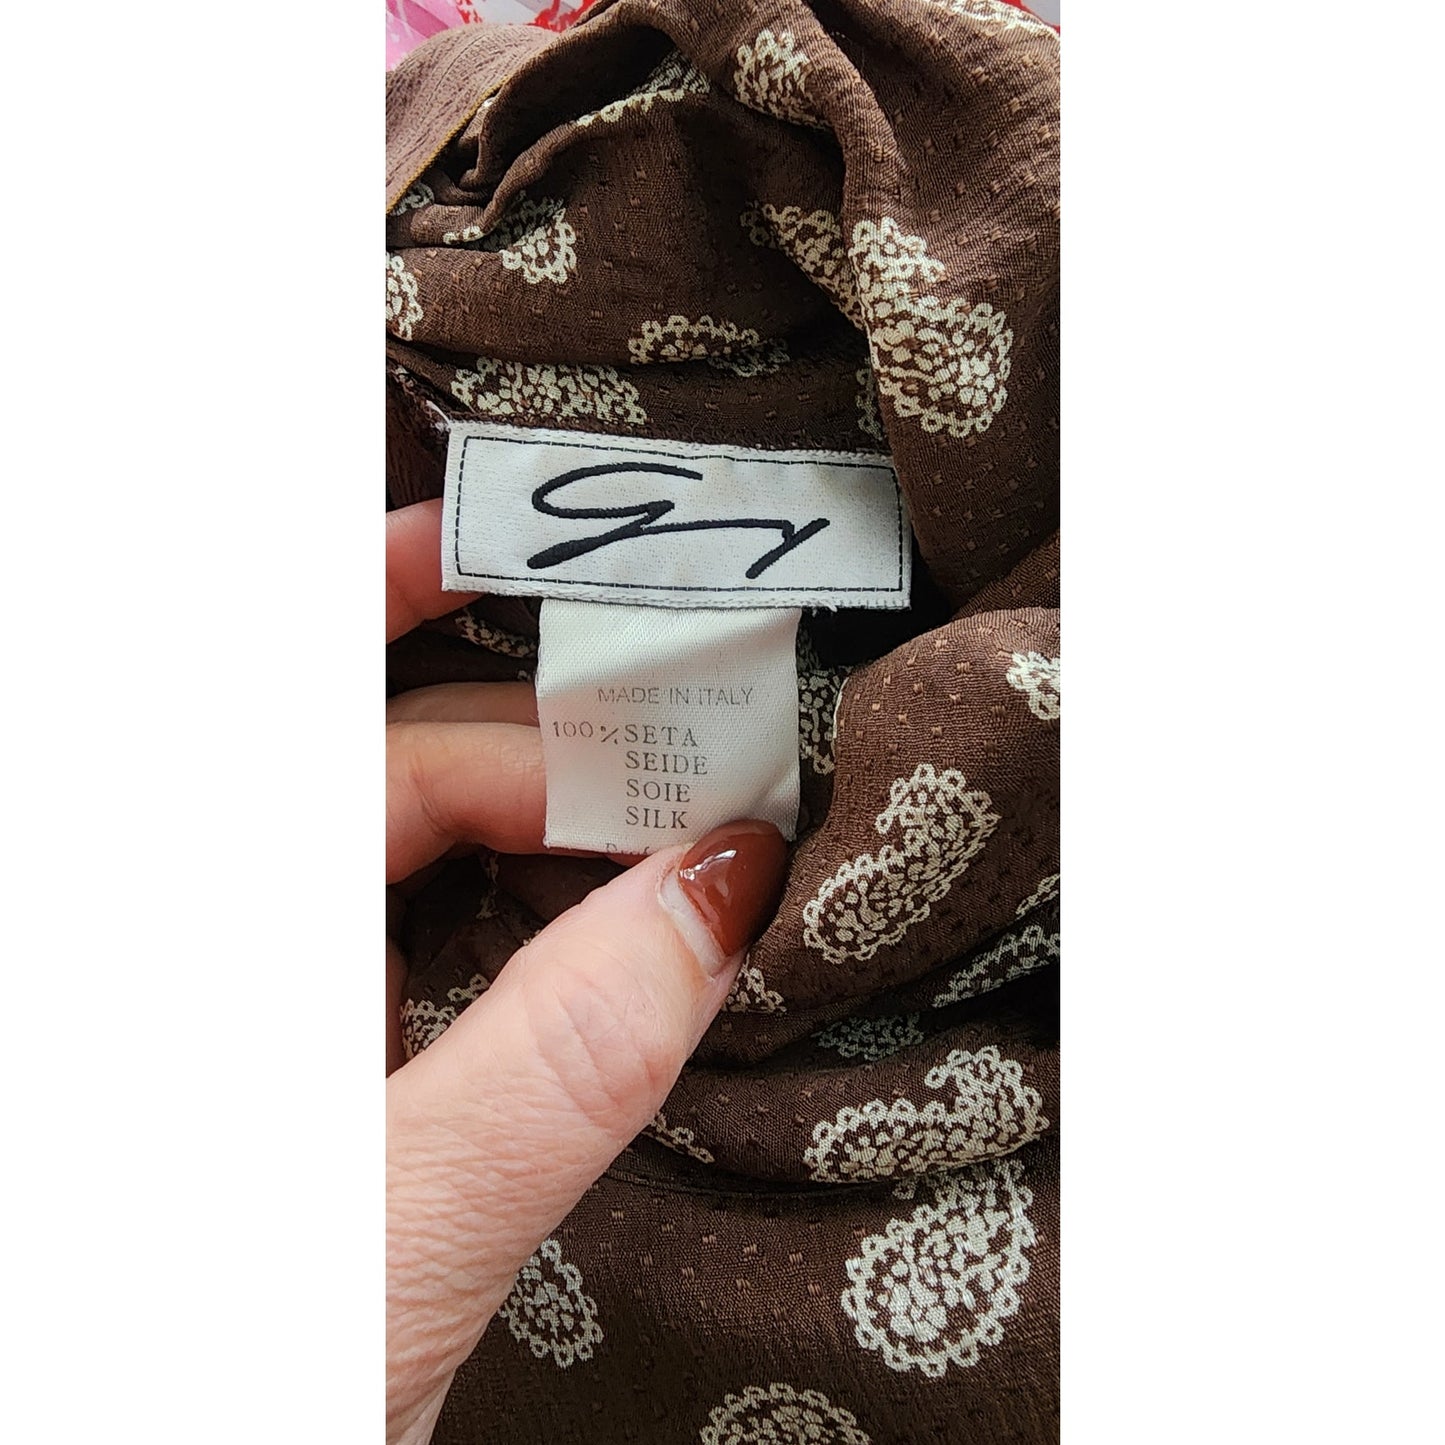 MADE IN ITALY
100% SETA
SEIDE
SOIE
SILK